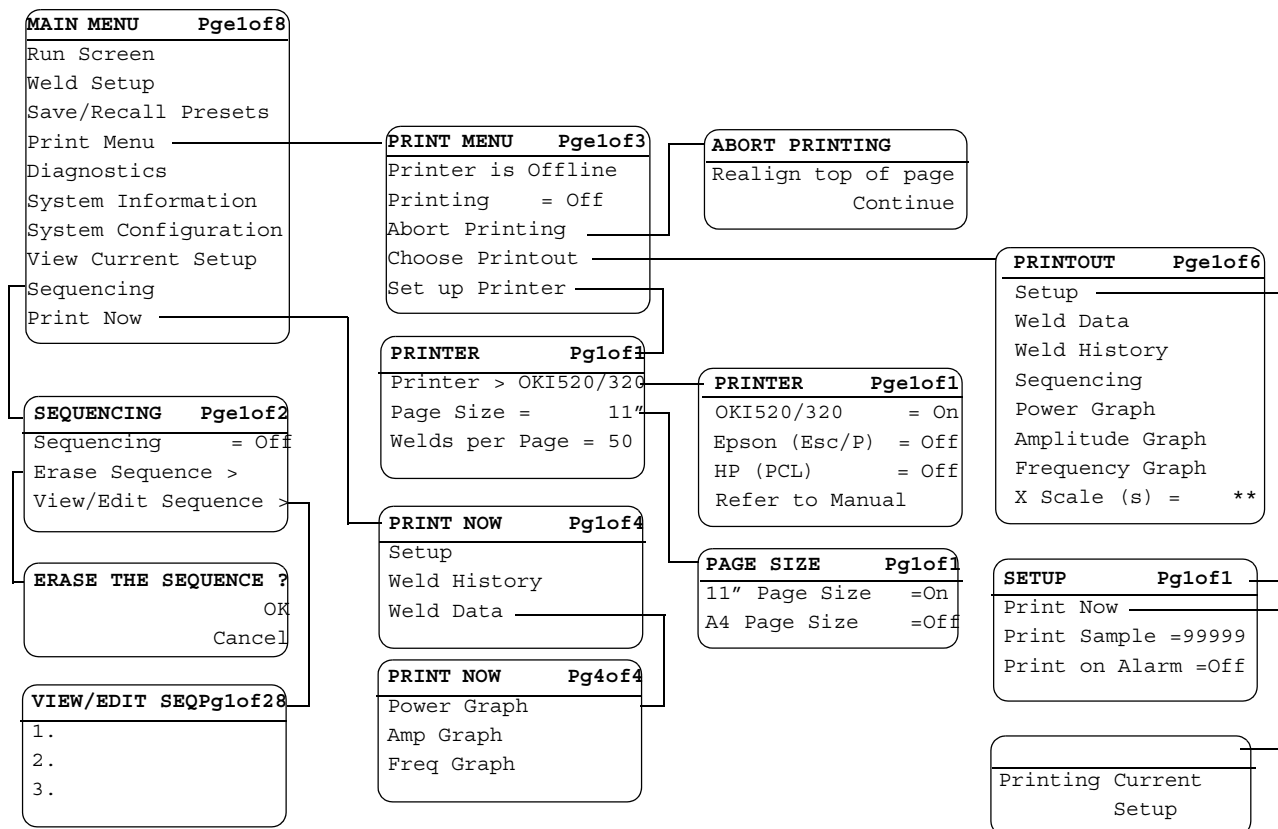 MAIN MENU Pge1of8
Run Screen
Weld Setup
Save/Recall Presets
Print Menu
Diagnostics
System Information
System Configuration
View Current Setup
Sequencing
Print Now
SEQUENCING Pge1of2
Sequencing = Off
Erase Sequence >
View/Edit Sequence >
ERASE THE SEQUENCE ?
OK
Cancel
VIEW/EDIT SEQPg1of28
1.
2.
3.
PRINT MENU Pge1of3
Printer is Offline
Printing = Off
Abort Printing
Choose Printout
Set up Printer
PRINTER Pg1of1
Printer > OKI520/320
Page Size = 11″
Welds per Page = 50
PRINT NOW Pg1of4
Setup
Weld History
Weld Data
PRINT NOW Pg4of4
Power Graph
Amp Graph
Freq Graph
ABORT PRINTING
Realign top of page
Continue
PRINTER Pge1of1
OKI520/320 = On
Epson (Esc/P) = Off
HP (PCL) = Off
Refer to Manual
PAGE SIZE Pg1of1
11″ Page Size =On
A4 Page Size =Off
PRINTOUT Pge1of6
Setup
Weld Data
Weld History
Sequencing
Power Graph
Amplitude Graph
Frequency Graph
X Scale (s) = **
SETUP Pg1of1
Print Now
Print Sample =99999
Print on Alarm =Off
Printing Current
Setup